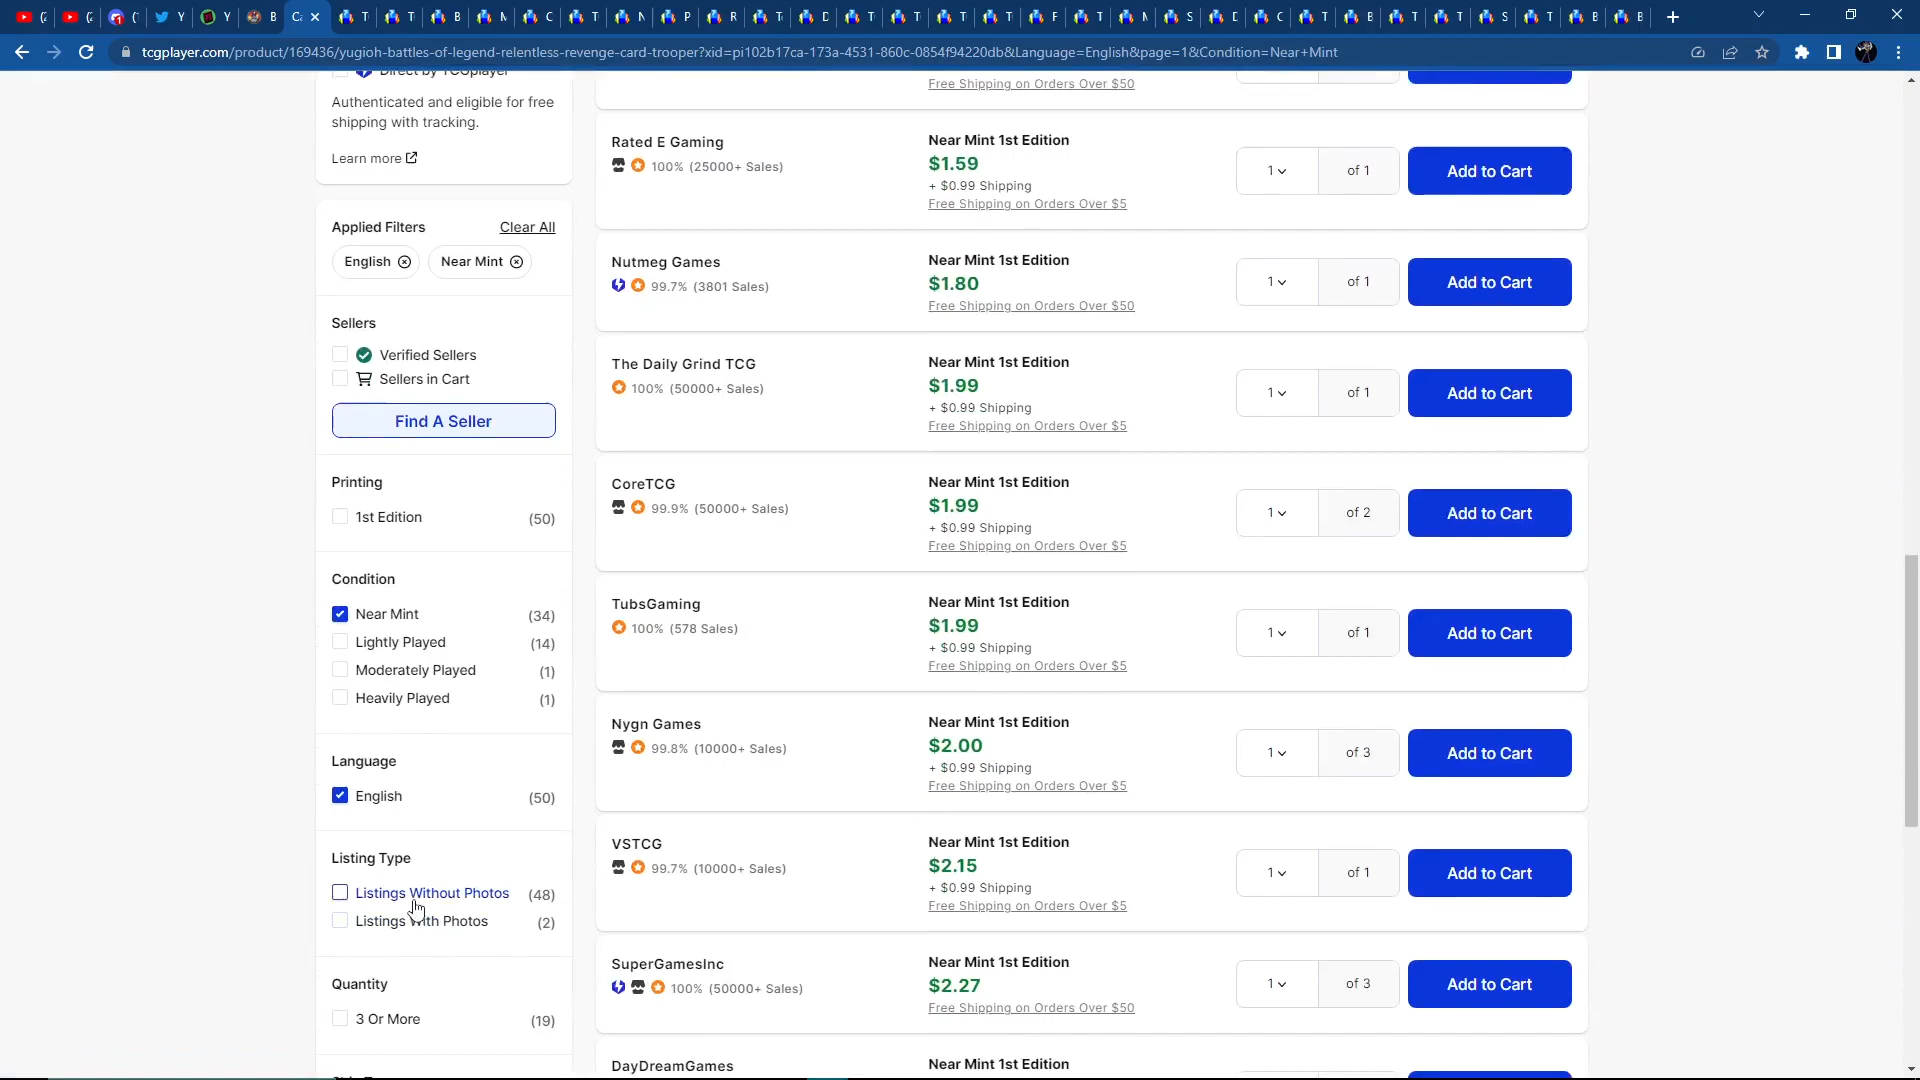 tcgplayer.com/product/169436/yugioh-battles-of-legend-relentless-revenge-card-trooper?xid=pi102b17ca-173a-4531-860c-0854f94220db&Language=English&page=1&Condition=Near+Mint
Direct by TCGplayer
Authenticated and eligible for free
shipping with tracking.
Learn more
Applied Filters
Clear All
English
Near Mint
Sellers
Verified Sellers
Sellers in Cart
Find A Seller
Printing
1st Edition (50)
Condition
Near Mint (34)
Lightly Played (14)
Moderately Played (1)
Heavily Played (1)
Language
English (50)
Listing Type
Listings Without Photos (48)
Listings With Photos (2)
Quantity
3 Or More (19)
Free Shipping on Orders Over $50
Rated E Gaming
100% (25000+ Sales)
Near Mint 1st Edition
$1.59
+ $0.99 Shipping
Free Shipping on Orders Over $5
1 of 1
Add to Cart
Nutmeg Games
99.7% (3801 Sales)
Near Mint 1st Edition
$1.80
Free Shipping on Orders Over $50
1 of 1
Add to Cart
The Daily Grind TCG
100% (50000+ Sales)
Near Mint 1st Edition
$1.99
+ $0.99 Shipping
Free Shipping on Orders Over $5
1 of 1
Add to Cart
CoreTCG
99.9% (50000+ Sales)
Near Mint 1st Edition
$1.99
+ $0.99 Shipping
Free Shipping on Orders Over $5
1 of 2
Add to Cart
TubsGaming
100% (578 Sales)
Near Mint 1st Edition
$1.99
+ $0.99 Shipping
Free Shipping on Orders Over $5
1 of 1
Add to Cart
Nygn Games
99.8% (10000+ Sales)
Near Mint 1st Edition
$2.00
+ $0.99 Shipping
Free Shipping on Orders Over $5
1 of 3
Add to Cart
VSTCG
99.7% (10000+ Sales)
Near Mint 1st Edition
$2.15
+ $0.99 Shipping
Free Shipping on Orders Over $5
1 of 1
Add to Cart
SuperGamesInc
100% (50000+ Sales)
Near Mint 1st Edition
$2.27
Free Shipping on Orders Over $50
1 of 3
Add to Cart
DayDreamGames
Near Mint 1st Edition